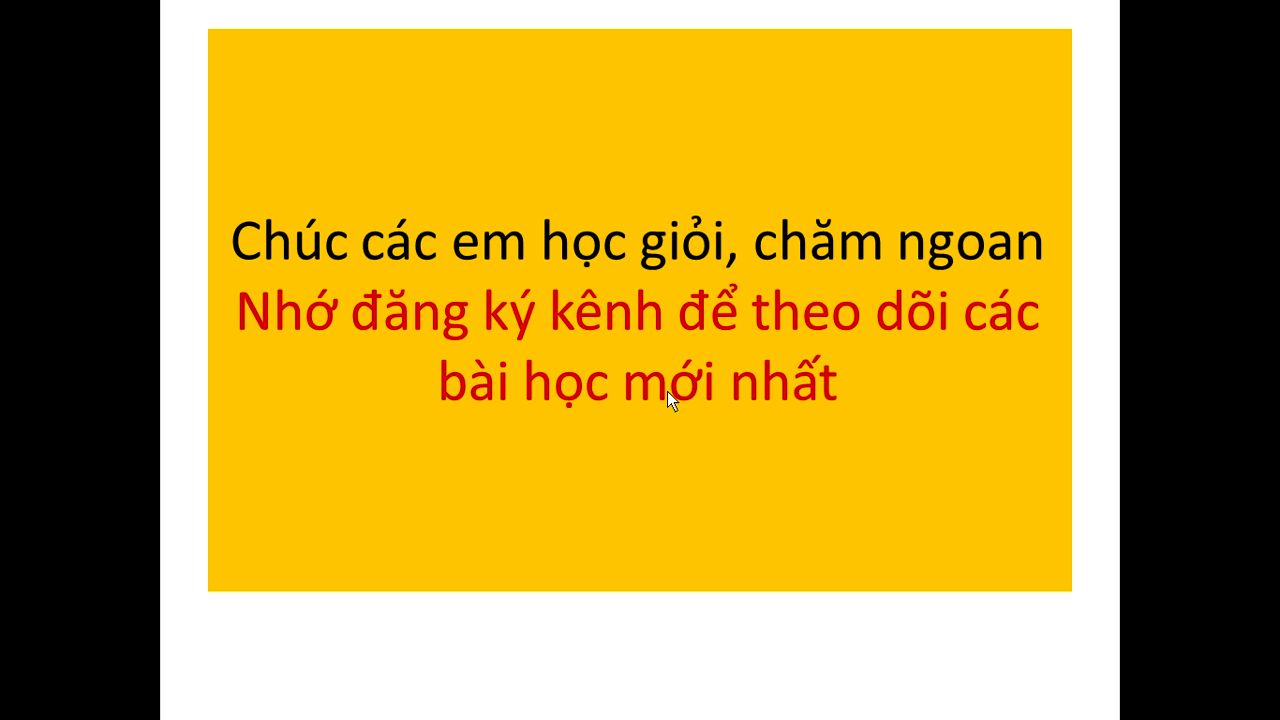 Chúc các em học giỏi, chăm ngoan
Nhớ đăng ký kênh để theo dõi các
bài học mới nhất